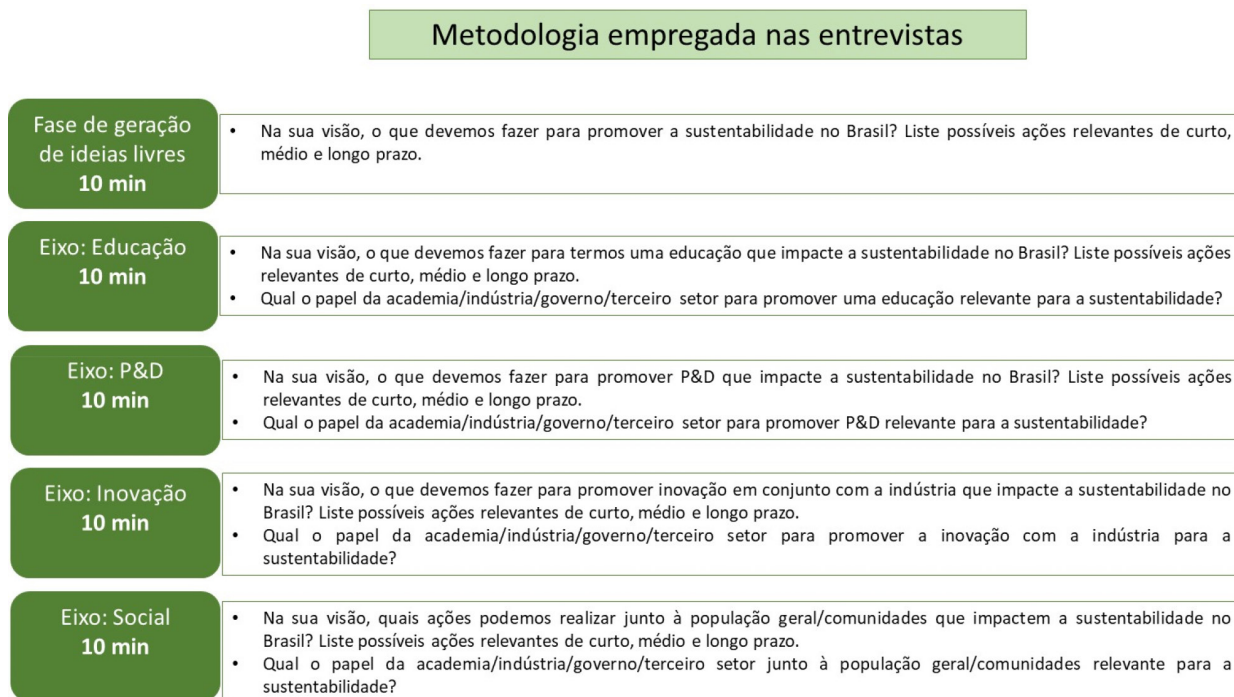 Metodologia empregada nas entrevistas
Fase de geração
de ideias livres
10 min
• Na sua visão, o que devemos fazer para promover a sustentabilidade no Brasil? Liste possíveis ações relevantes de curto,
médio e longo prazo.
Eixo: Educação
10 min
• Na sua visão, o que devemos fazer para termos uma educação que impacte a sustentabilidade no Brasil? Liste possíveis ações
relevantes de curto, médio e longo prazo.
• Qual o papel da academia/indústria/governo/terceiro setor para promover uma educação relevante para a sustentabilidade?
Eixo: P&D
10 min
• Na sua visão, o que devemos fazer para promover P&D que impacte a sustentabilidade no Brasil? Liste possíveis ações
relevantes de curto, médio e longo prazo.
• Qual o papel da academia/indústria/governo/terceiro setor para promover P&D relevante para a sustentabilidade?
Eixo: Inovação
10 min
• Na sua visão, o que devemos fazer para promover inovação em conjunto com a indústria que impacte a sustentabilidade no
Brasil? Liste possíveis ações relevantes de curto, médio e longo prazo.
• Qual o papel da academia/indústria/governo/terceiro setor para promover a inovação com a indústria para a
sustentabilidade?
Eixo: Social
10 min
• Na sua visão, quais ações podemos realizar junto à população geral/comunidades que impactem a sustentabilidade no
Brasil? Liste possíveis ações relevantes de curto, médio e longo prazo.
• Qual o papel da academia/indústria/governo/terceiro setor junto à população geral/comunidades relevante para a
sustentabilidade?